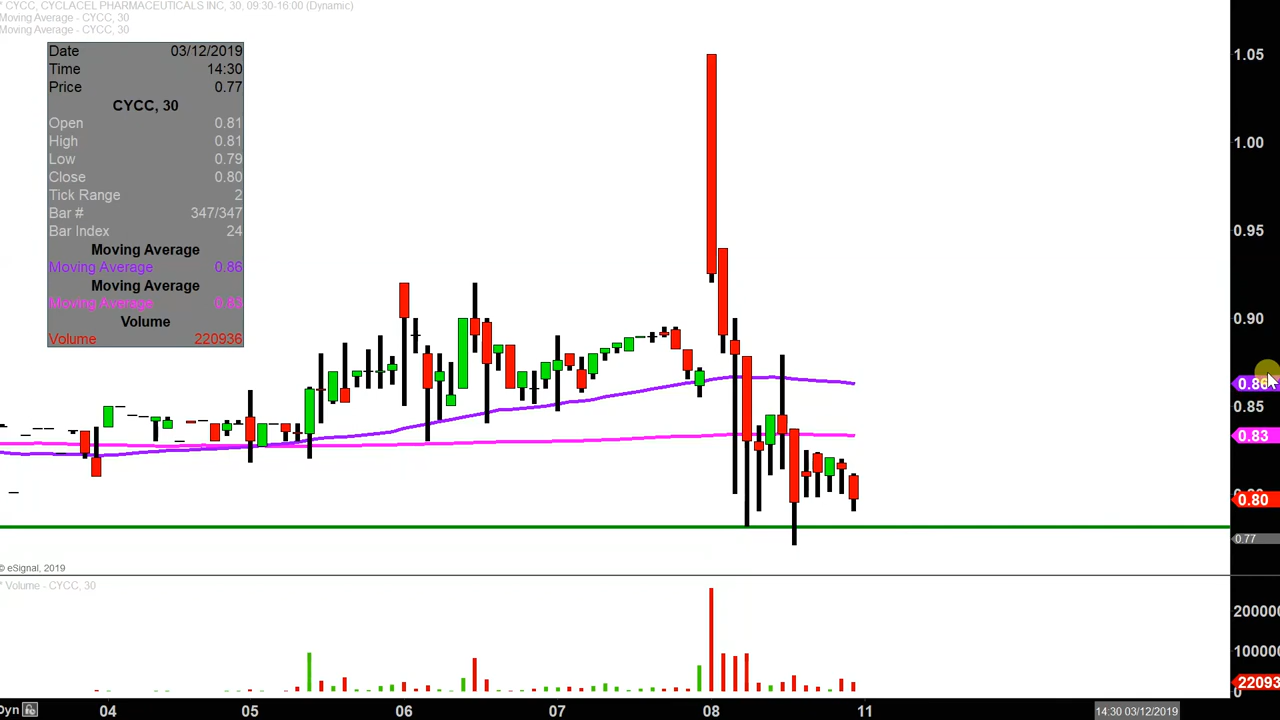 * CYCC, CYCLACEL PHARMACEUTICALS INC, 30, 09:30-16:00 (Dynamic)
Moving Average - CYCC, 30
Moving Average - CYCC, 30
Date 03/12/2019
Time 14:30
Price 0.77
CYCC, 30
Open 0.81
High 0.81
Low 0.79
Close 0.80
Tick Range 2
Bar # 347/347
Bar Index 24
Moving Average
Moving Average 0.86
Moving Average
Moving Average 0.83
Volume
Volume 220936
1.05
1.00
0.95
0.90
0.86
0.85
0.83
0.80
0.77
© eSignal, 2019
* Volume - CYCC, 30
200000
100000
22093
Dyn 04 05 06 07 08 11 14:30 03/12/2019